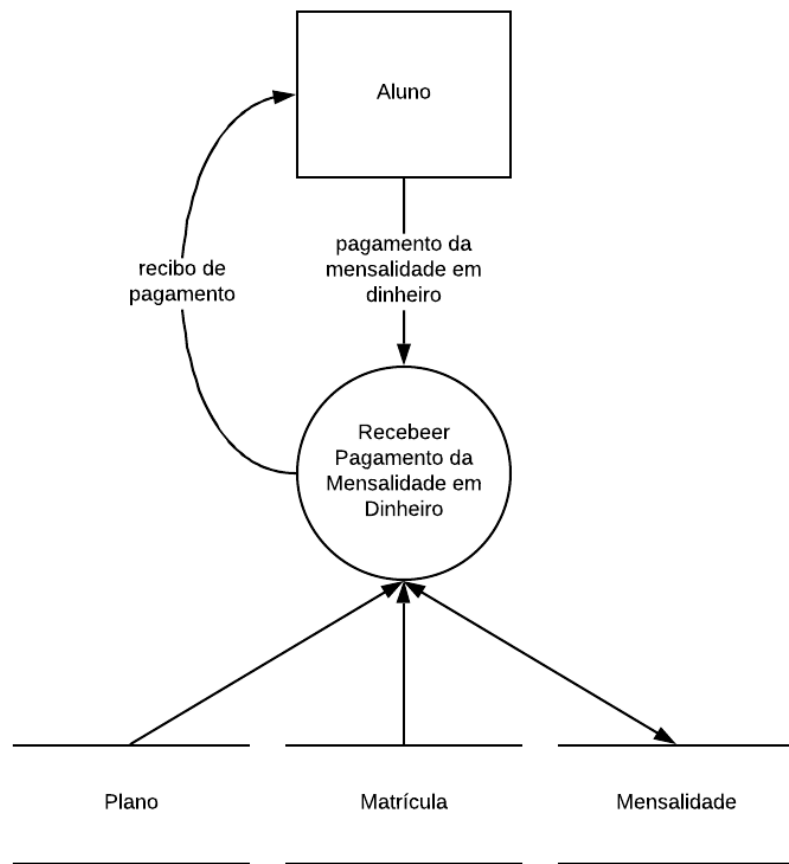 Aluno
pagamento da
mensalidade em
dinheiro
recibo de
pagamento
Recebeer
Pagamento da
Mensalidade em
Dinheiro
Plano
Matrícula
Mensalidade